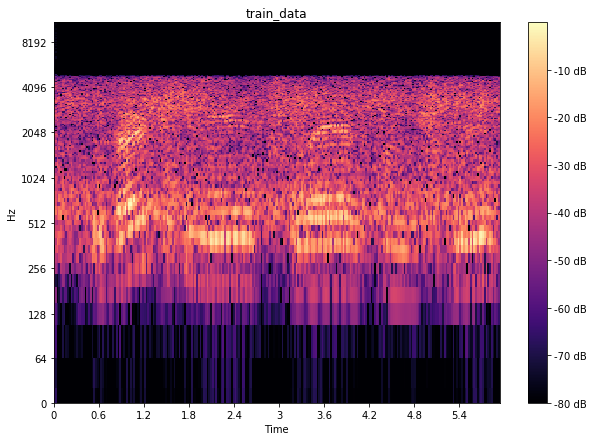 train_data
8192
4096
2048
1024
512
256
128
64
0
Hz
0 0.6 1.2 1.8 2.4 3 3.6 4.2 4.8 5.4
Time
-10 dB
-20 dB
-30 dB
-40 dB
-50 dB
-60 dB
-70 dB
-80 dB